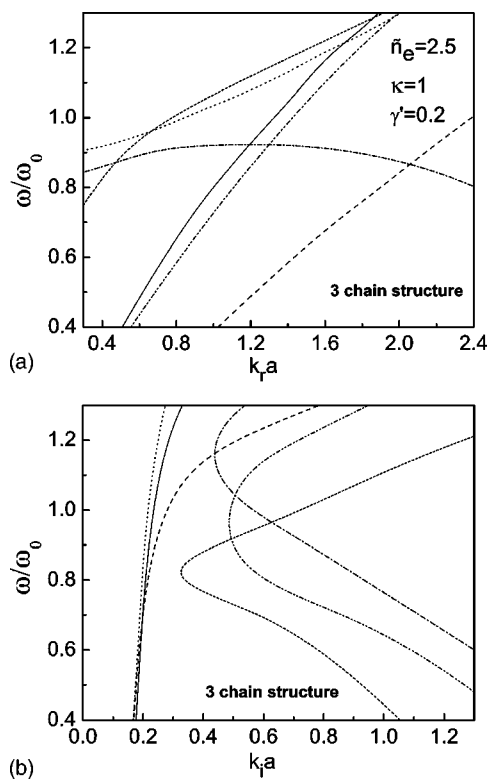 1.2
1.0
0.8
0.6
0.4
ω/ω₀
ñₑ=2.5
κ=1
γ'=0.2
3 chain structure
0.4 0.8 1.2 1.6 2.0 2.4
kᵣa
(a)
1.2
1.0
0.8
0.6
0.4
ω/ω₀
3 chain structure
0.0 0.2 0.4 0.6 0.8 1.0 1.2
kᵢa
(b)